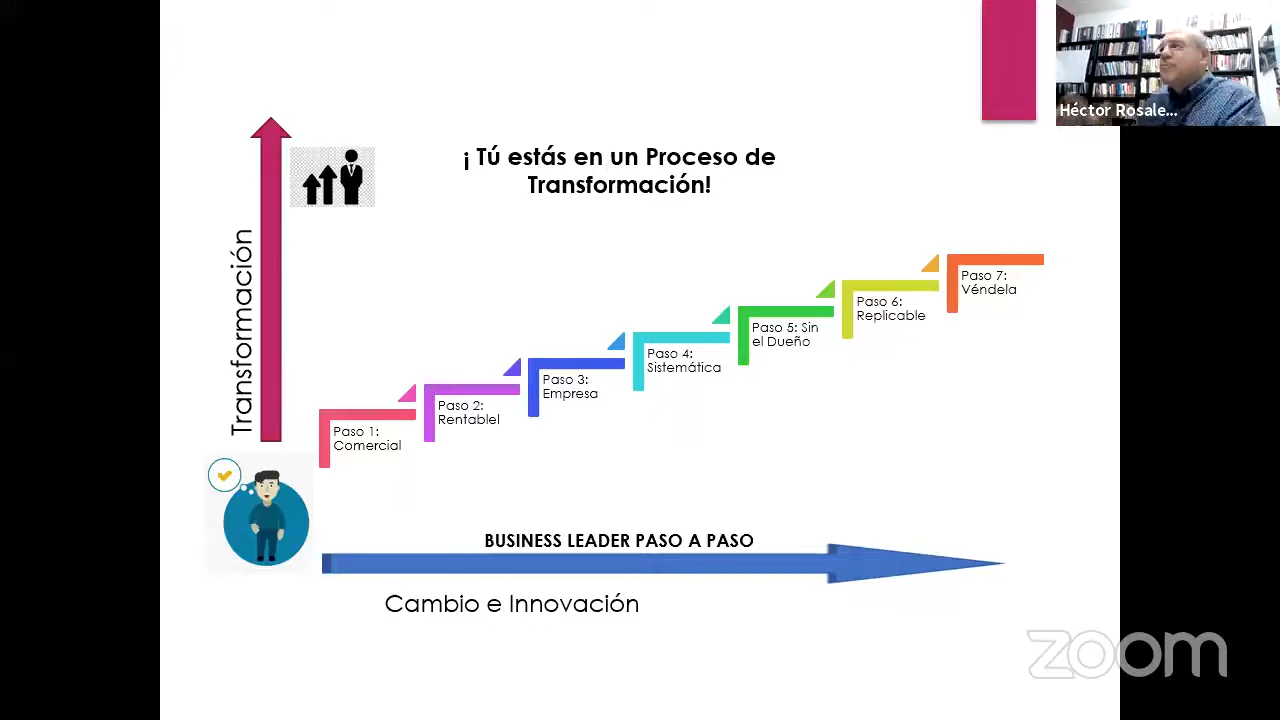 Héctor Rosale...
¡ Tú estás en un Proceso de
Transformación!
Transformación
Paso 7:
Véndela
Paso 6:
Replicable
Paso 5: Sin
el Dueño
Paso 4:
Sistemática
Paso 3:
Empresa
Paso 2:
Rentablel
Paso 1:
Comercial
BUSINESS LEADER PASO A PASO
Cambio e Innovación
zoom